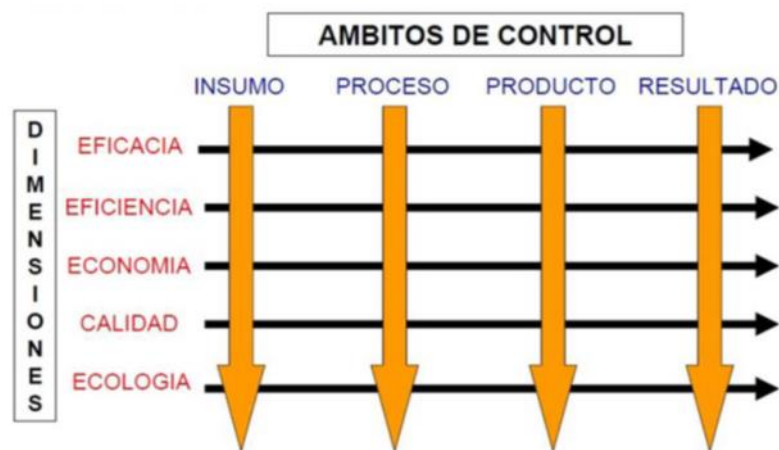 AMBITOS DE CONTROL
INSUMO PROCESO PRODUCTO RESULTADO
DIMENSIONES
EFICACIA
EFICIENCIA
ECONOMIA
CALIDAD
ECOLOGIA